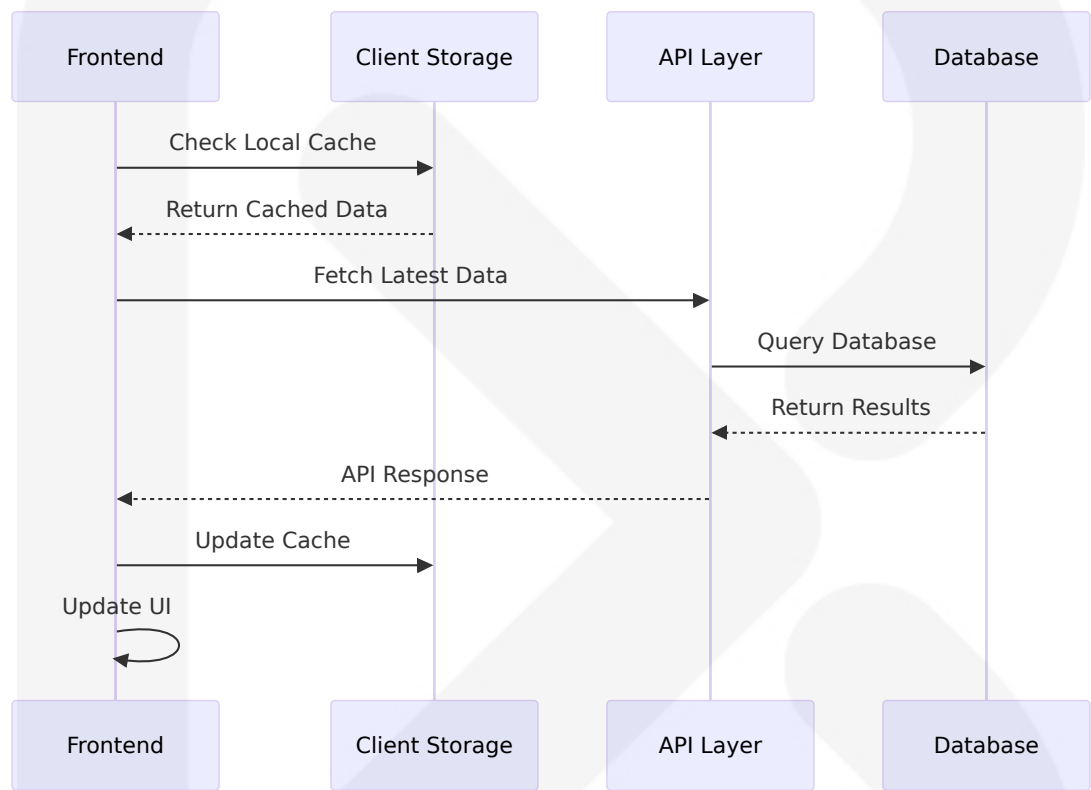 Frontend
Client Storage
API Layer
Database
Check Local Cache
Return Cached Data
Fetch Latest Data
Query Database
Return Results
API Response
Update Cache
Update UI
Frontend
Client Storage
API Layer
Database